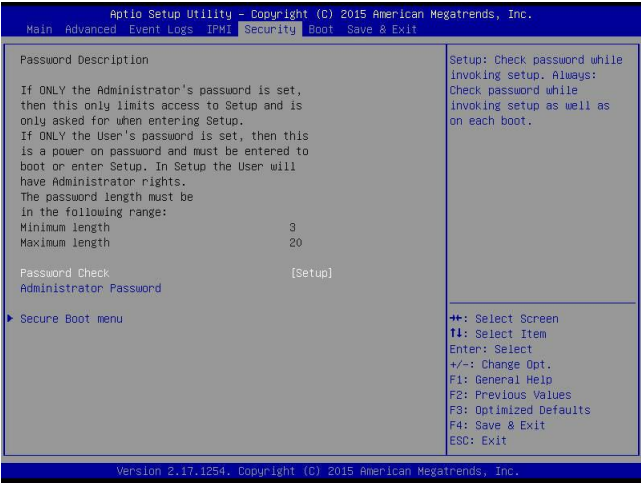 Aptio Setup Utility – Copyright (C) 2015 American Megatrends, Inc.
Main Advanced Event Logs IPMI Security Boot Save & Exit
Password Description
If ONLY the Administrator's password is set,
then this only limits access to Setup and is
only asked for when entering Setup.
If ONLY the User's password is set, then this
is a power on password and must be entered to
boot or enter Setup. In Setup the User will
have Administrator rights.
The password length must be
in the following range:
Minimum length 3
Maximum length 20
Password Check [Setup]
Administrator Password
Secure Boot menu
Setup: Check password while
invoking setup. Always:
Check password while
invoking setup as well as
on each boot.
→←: Select Screen
↑↓: Select Item
Enter: Select
+/-: Change Opt.
F1: General Help
F2: Previous Values
F3: Optimized Defaults
F4: Save & Exit
ESC: Exit
Version 2.17.1254. Copyright (C) 2015 American Megatrends, Inc.